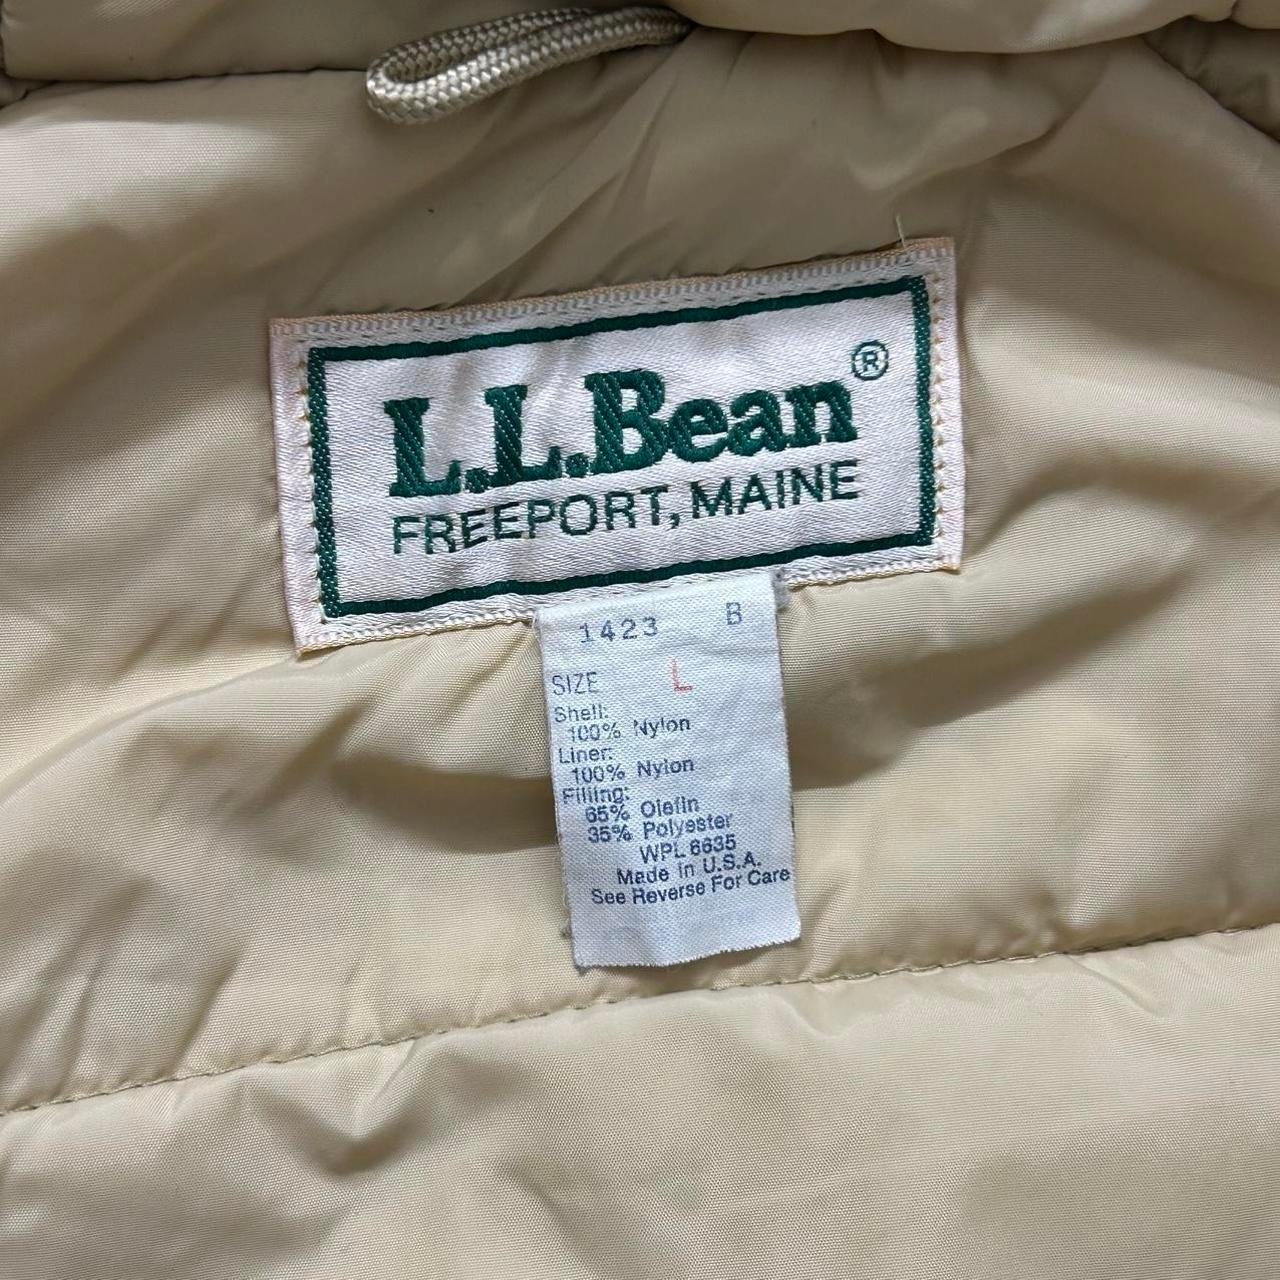 L.L.Bean®
FREEPORT, MAINE
1423 B
SIZE L
Shell:
100% Nylon
Liner:
100% Nylon
Filling:
65% Olefin
35% Polyester
WPL 6635
Made in U.S.A.
See Reverse For Care